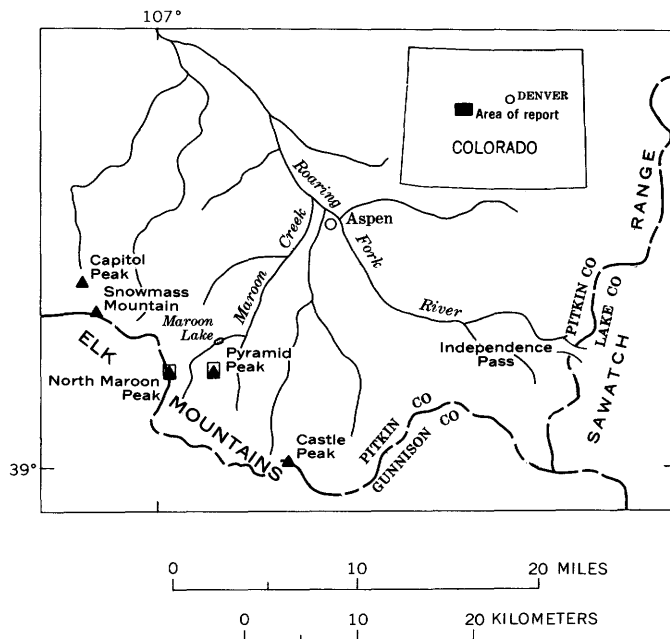 107°
DENVER
Area of report
COLORADO
Roaring
Fork
River
Aspen
Maroon
Creek
Capitol
Peak
Snowmass
Mountain
Maroon
Lake
Pyramid
Peak
North Maroon
Peak
ELK
MOUNTAINS
Castle
Peak
Independence
Pass
PITKIN CO
LAKE CO
SAWATCH
RANGE
PITKIN CO
GUNNISON CO
39°
0 10 20 MILES
0 10 20 KILOMETERS